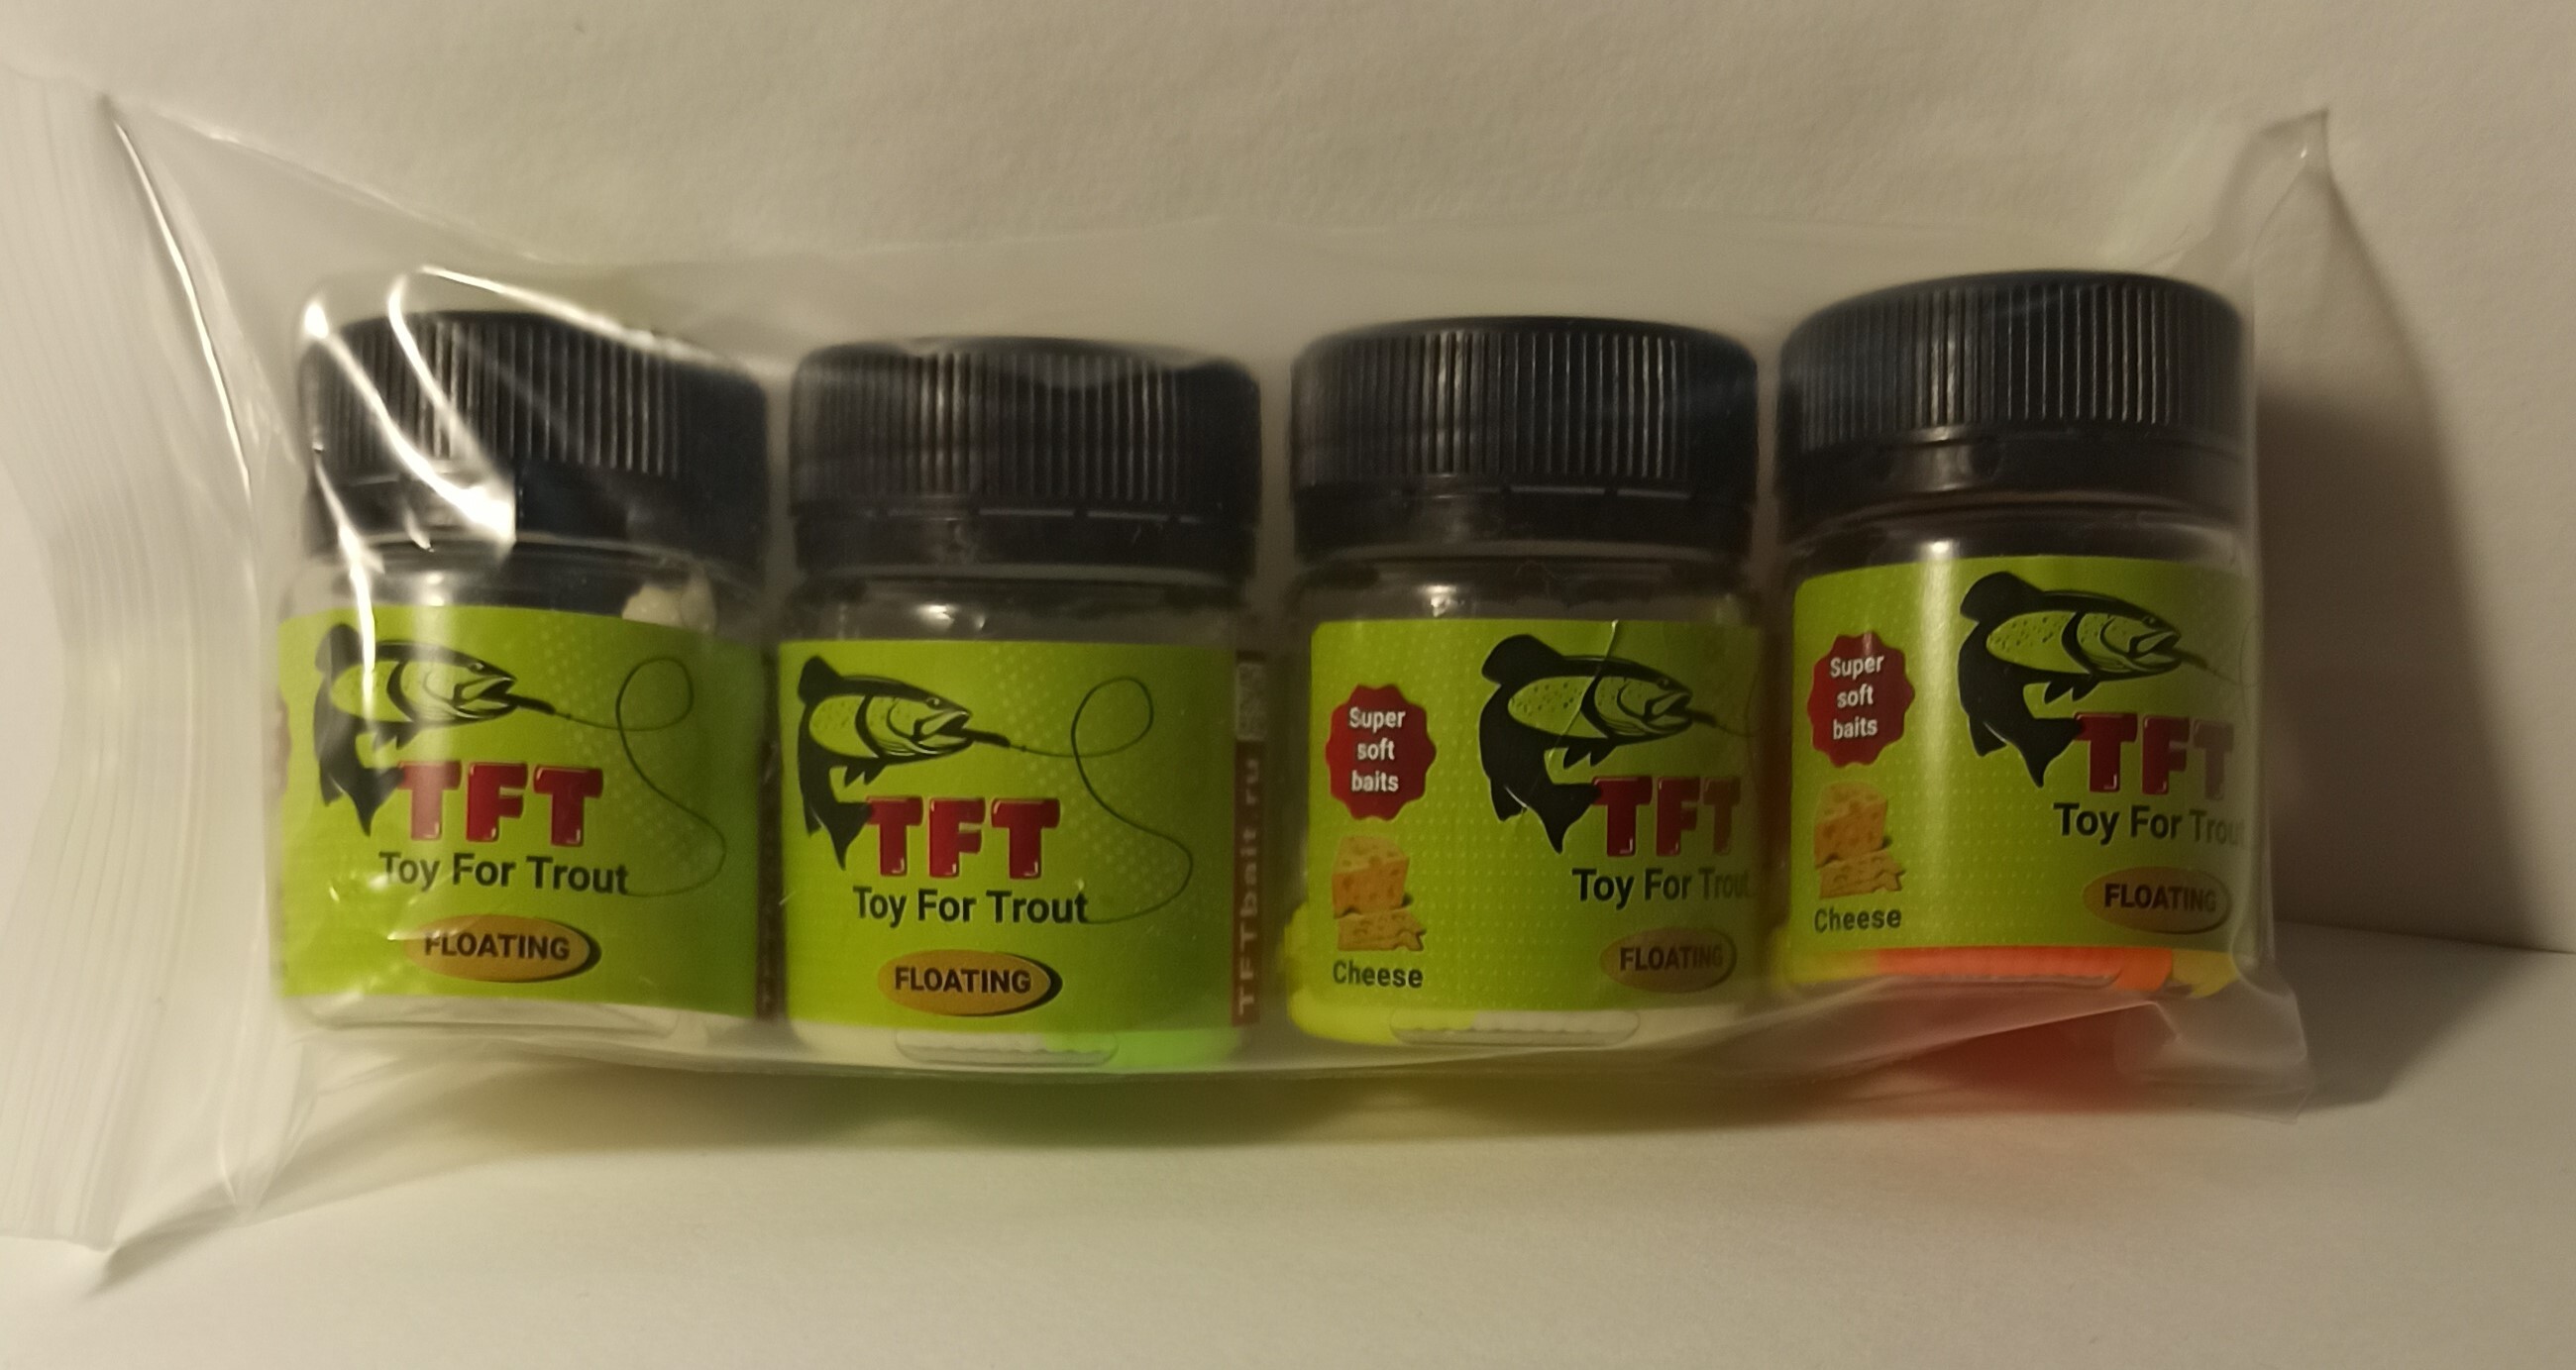 TFT
Toy For Trout
FLOATING
TFT
Toy For Trout
FLOATING
TFTbait.ru
Super
soft
baits
Cheese
TFT
Toy For Trout
FLOATING
Super
soft
baits
Cheese
TFT
Toy For Trout
FLOATING